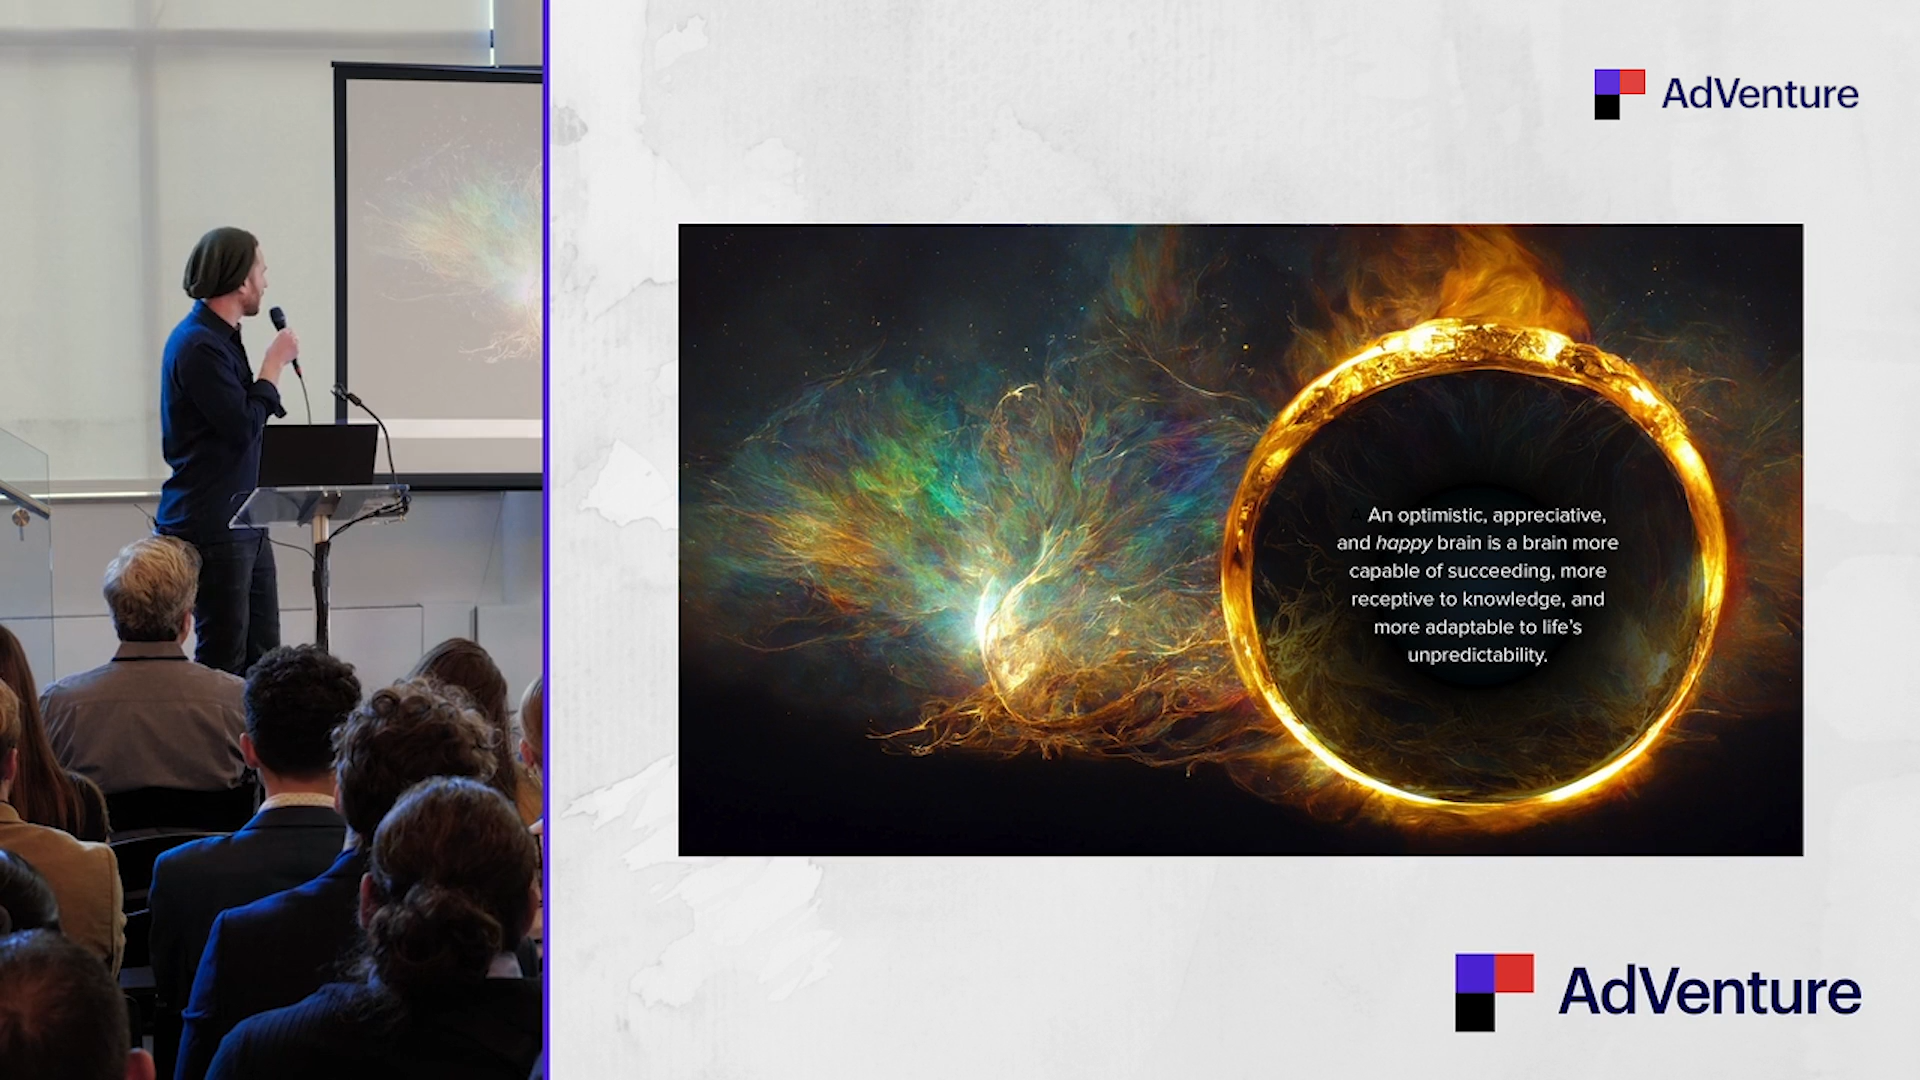 AdVenture
An optimistic, appreciative,
and happy brain is a brain more
capable of succeeding, more
receptive to knowledge, and
more adaptable to life's
unpredictability.
AdVenture